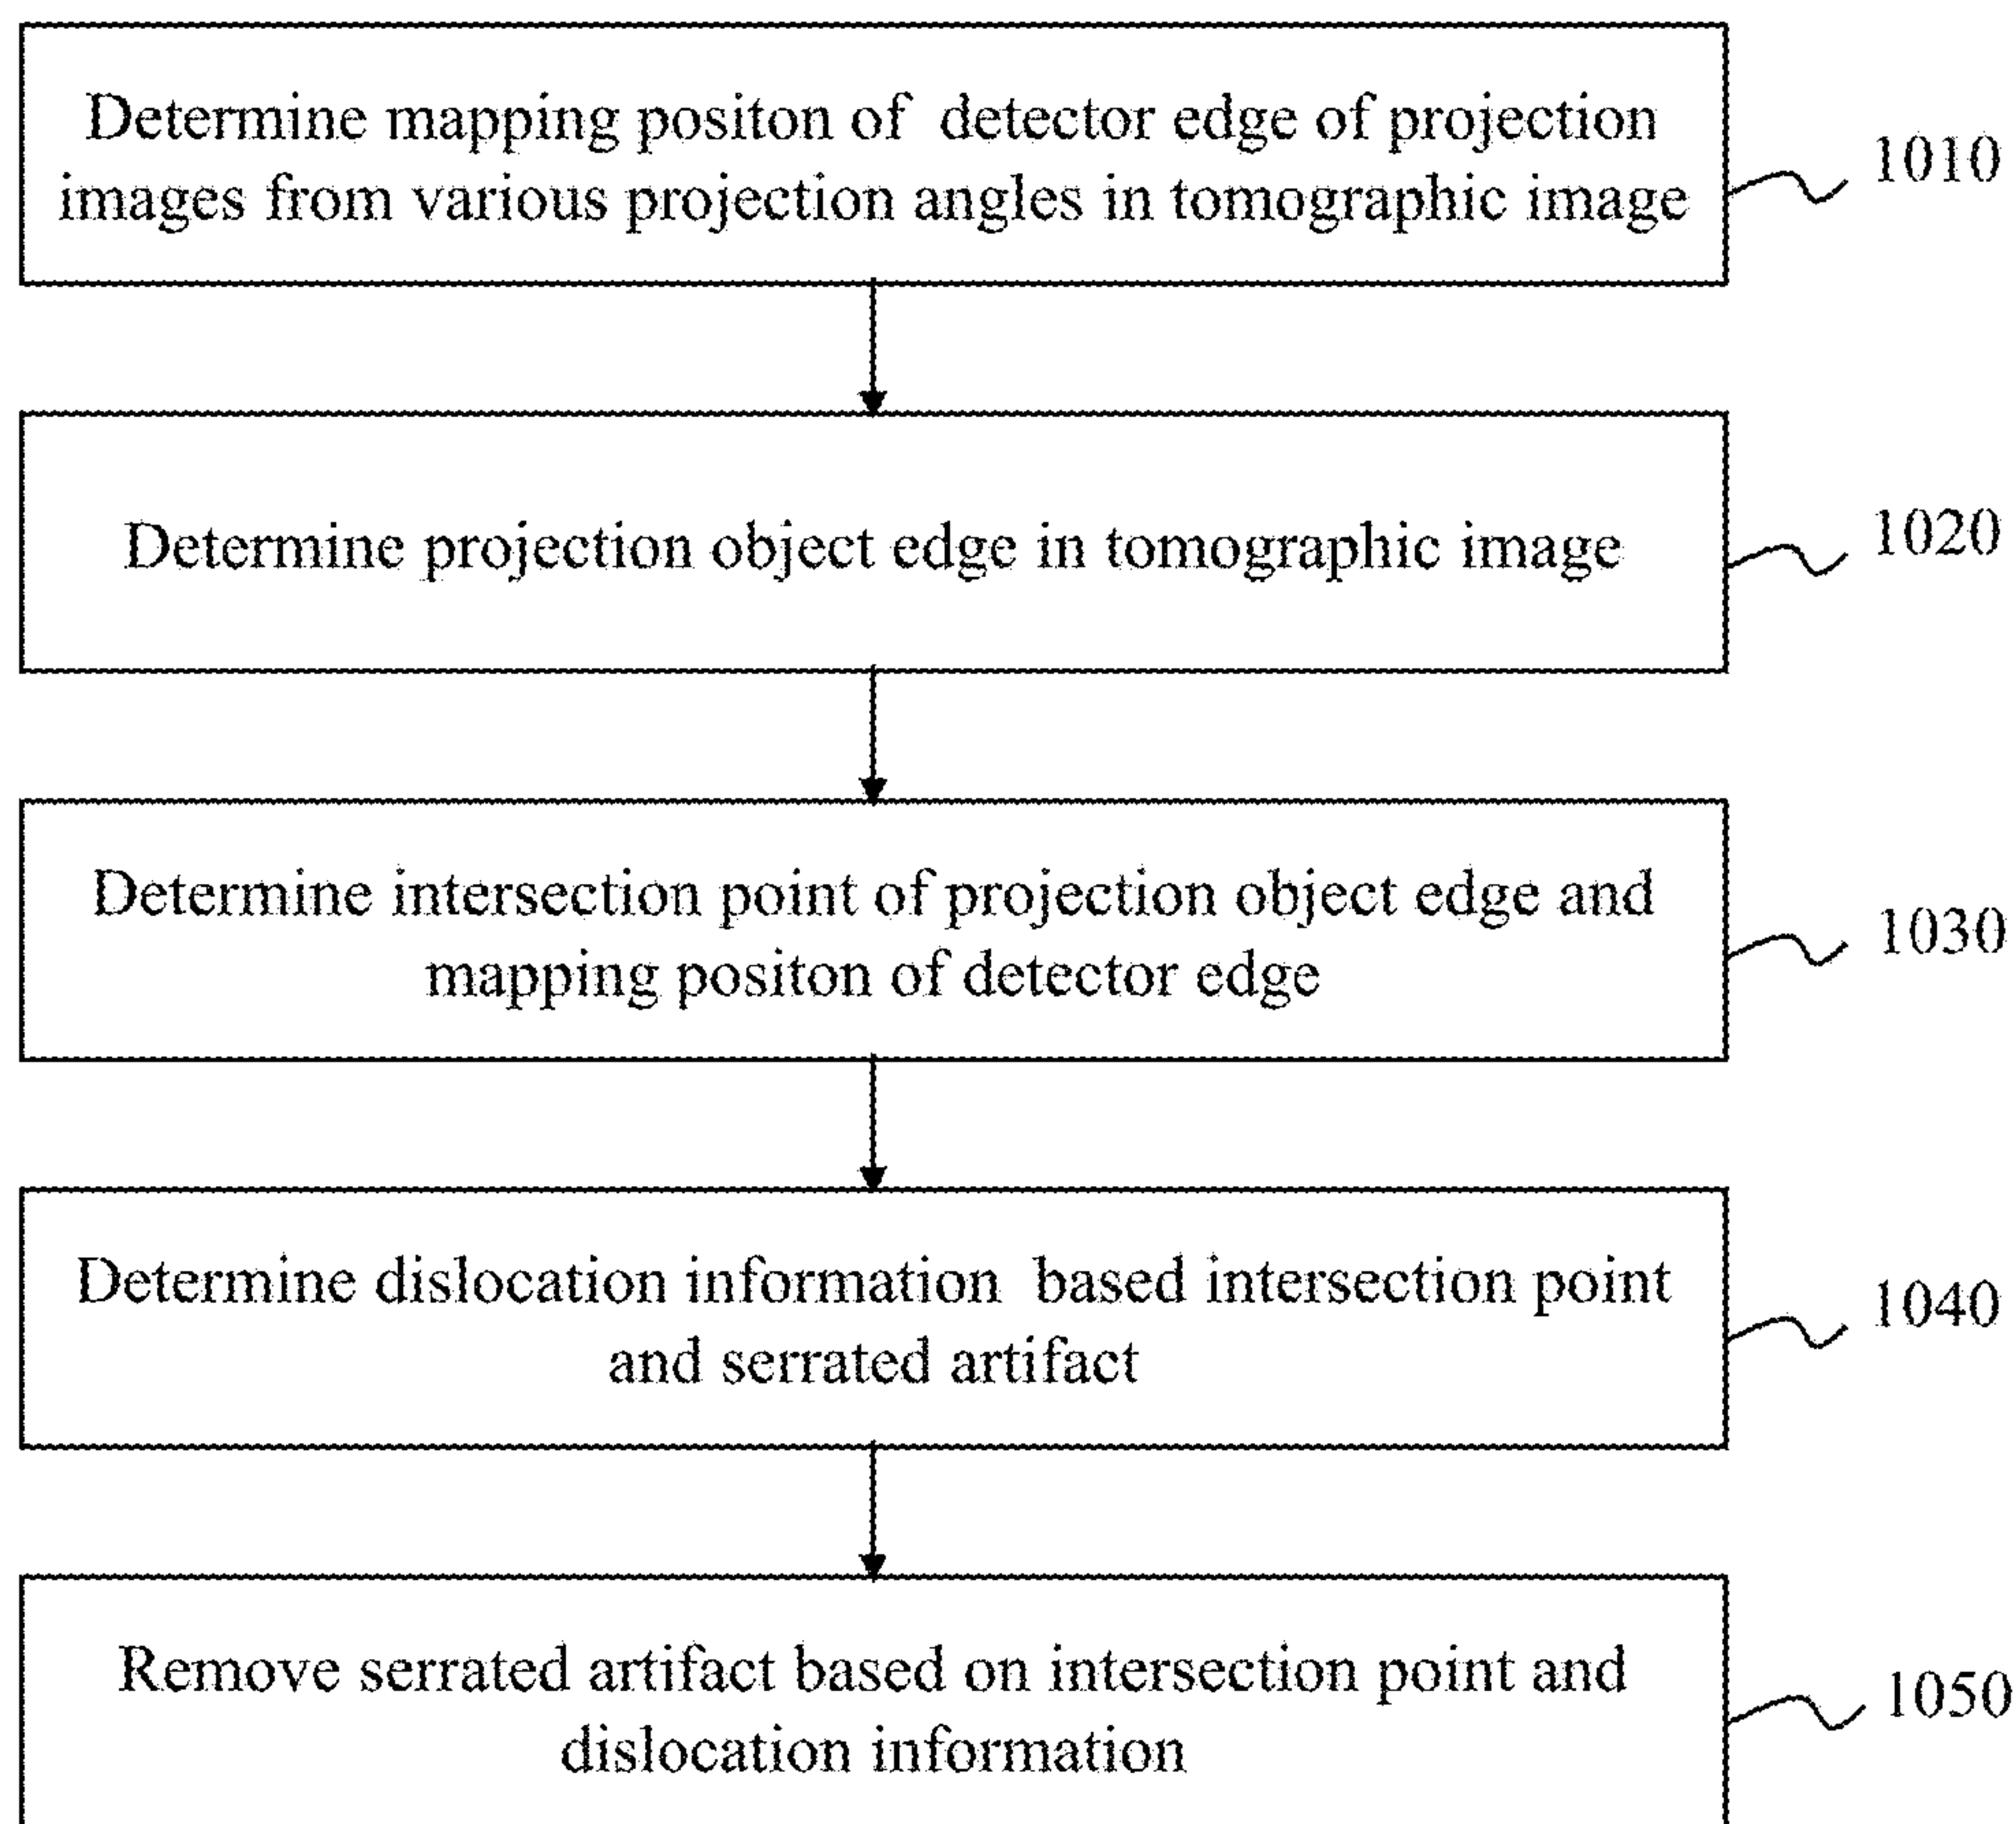 Determine mapping positon of detector edge of projection
images from various projection angles in tomographic image
1010
Determine projection object edge in tomographic image
1020
Determine intersection point of projection object edge and
mapping positon of detector edge
1030
Determine dislocation information based intersection point
and serrated artifact
1040
Remove serrated artifact based on intersection point and
dislocation information
1050